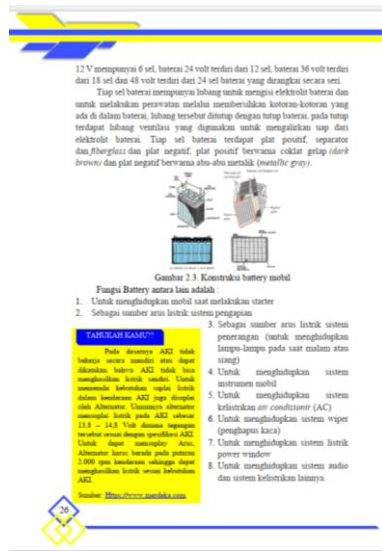 12 V mempunyai 6 sel, baterai 24 volt terdiri dari 12 sel, baterai 36 volt terdiri
dari 18 sel dan 48 volt terdiri dari 24 sel baterai yang dirangkai secara seri.
Tiap sel baterai mempunyai lubang untuk mengisi elektrolit baterai dan
untuk melakukan perawatan melalui membersihkan kotoran-kotoran yang
ada di dalam baterai, lubang tersebut ditutup dengan tutup baterai, pada tutup
terdapat lubang ventilasi yang digunakan untuk mengalirkan uap dari
elektrolit baterai. Tiap sel baterai terdapat plat positif, separator
dan fiberglass dan plat negatif, plat positif berwarna coklat gelap (dark
brown) dan plat negatif berwarna abu-abu metalik (metallic gray).
Gambar 2.3. Konstruksi battery mobil
Fungsi Battery antara lain adalah :
1. Untuk menghidupkan mobil saat melakukan starter
2. Sebagai sumber arus listrik sistem pengapian
3. Sebagai sumber arus listrik sistem
penerangan (untuk menghidupkan
lampu-lampu pada saat malam atau
siang)
4. Untuk menghidupkan sistem
instrumen mobil
5. Untuk menghidupkan sistem
kelistrikan air conditionir (AC)
6. Untuk menghidupkan sistem wiper
(penghapus kaca)
7. Untuk menghidupkan sistem listrik
power window
8. Untuk menghidupkan sistem audio
dan sistem kelistrikan lainnya.
TAHUKAH KAMU??
Pada dasarnya AKI tidak
bekerja secara mandiri atau dapat
dikatakan bahwa AKI tidak bisa
menghasilkan listrik sendiri. Untuk
memenuhi kebutuhan suplai listrik
dalam kendaraan AKI juga disuplai
oleh Alternator. Umumnya alternator
mensuplai listrik pada AKI sebesar
13,8 – 14,8 Volt dimana tegangan
tersebut sesuai dengan spesifikasi AKI.
Untuk dapat mensuplay Arus,
Alternator harus berada pada putaran
2.000 rpm kendaraan sehingga dapat
menghasilkan listrik sesuai kebutuhan
AKI.
Sumber: Https://www.merdeka.com
26